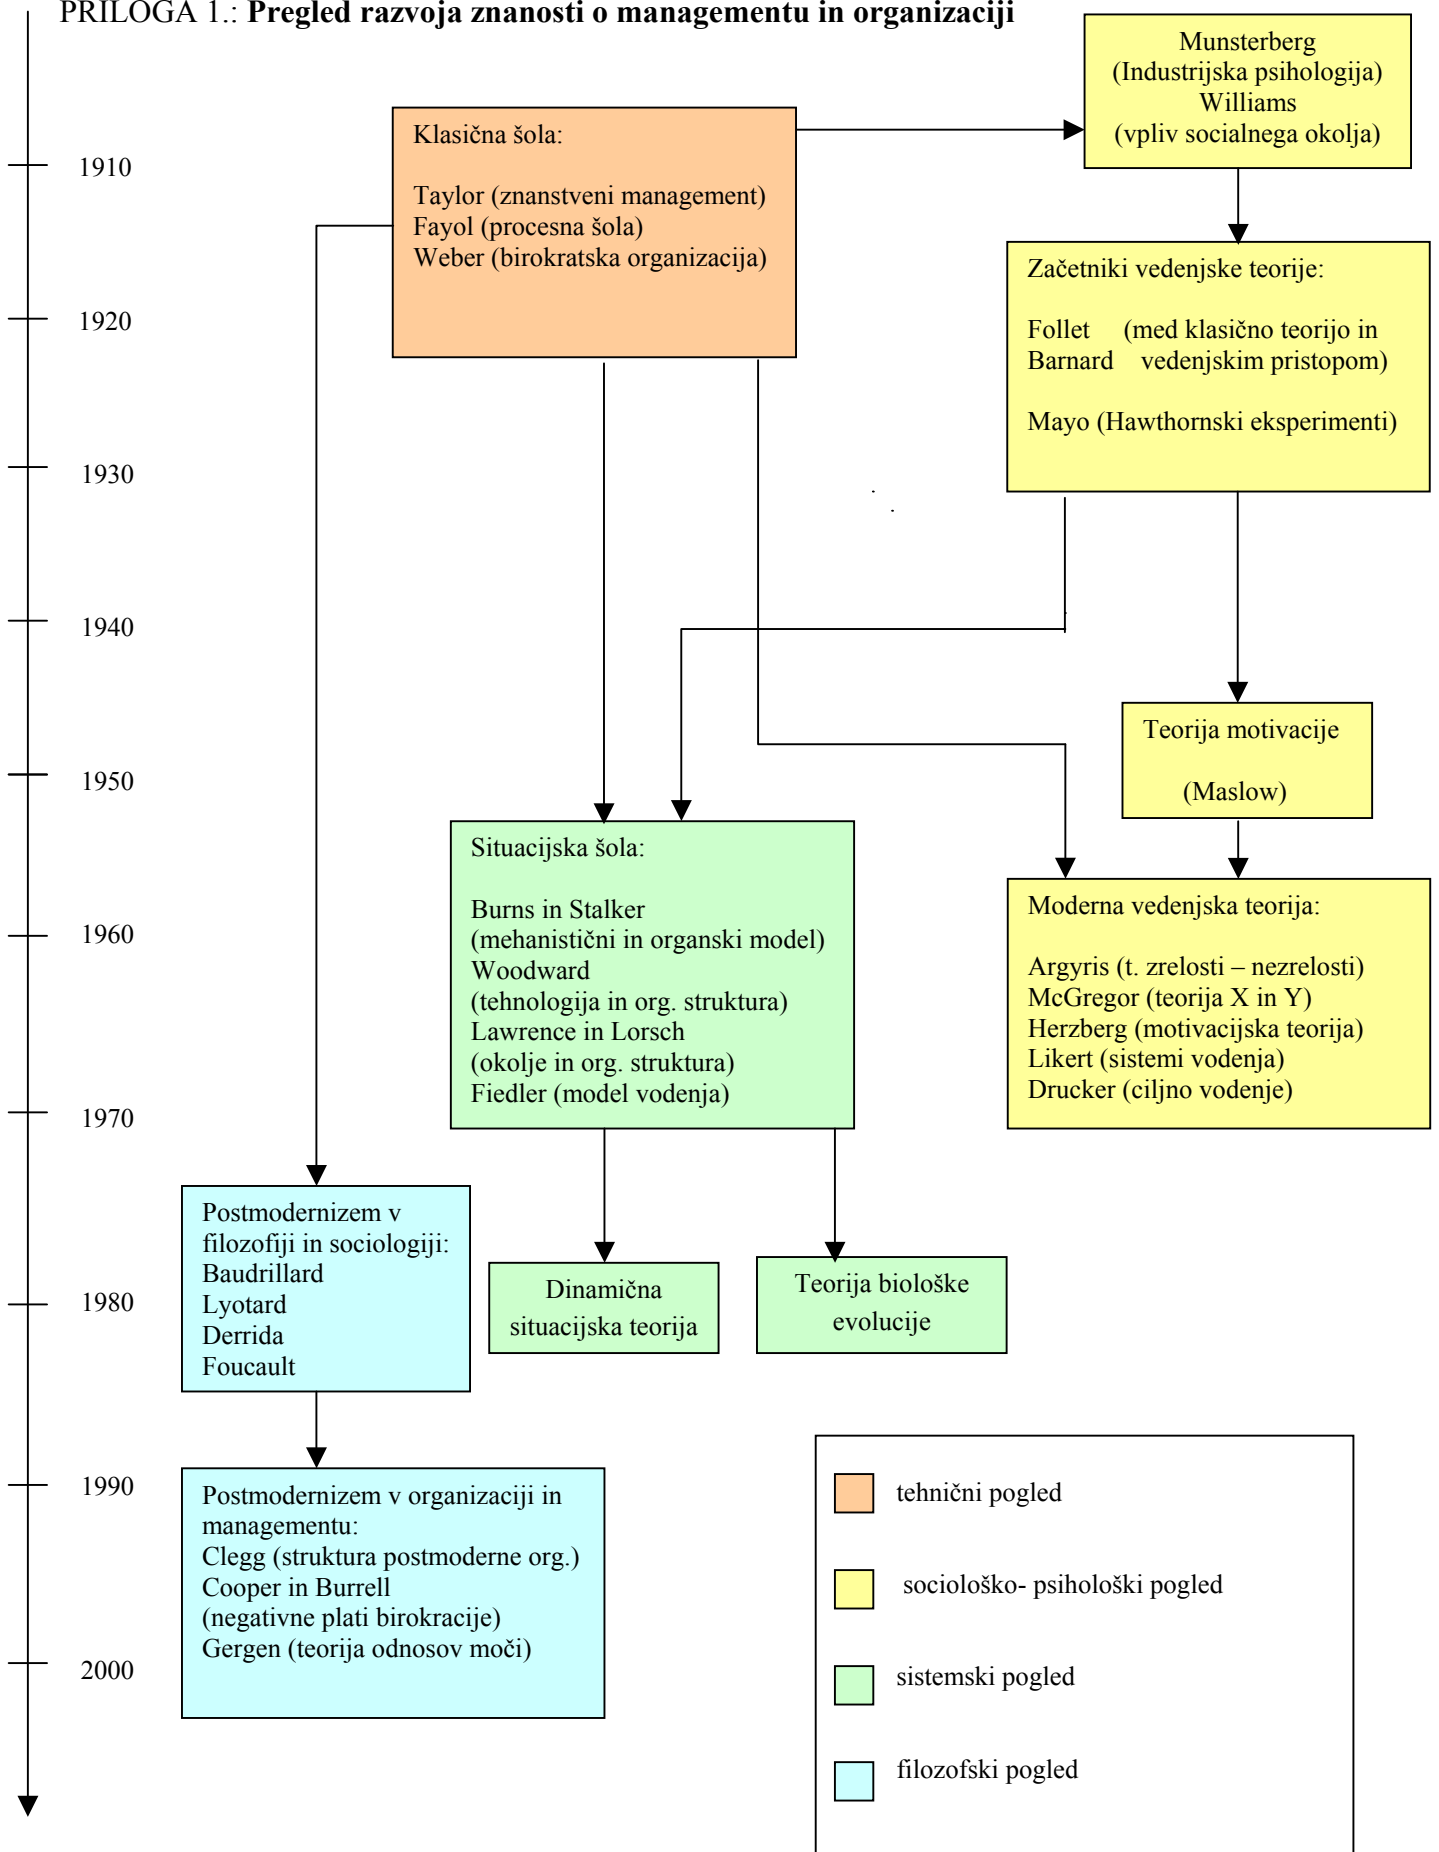 PRILOGA 1.: Pregled razvoja znanosti o managementu in organizaciji
Munsterberg
(Industrijska psihologija)
Williams
(vpliv socialnega okolja)
Klasična šola:
Taylor (znanstveni management)
Fayol (procesna šola)
Weber (birokratska organizacija)
1910
Začetniki vedenjske teorije:
Follet (med klasično teorijo in
Barnard vedenjskim pristopom)
Mayo (Hawthornski eksperimenti)
1920
1930
1940
Teorija motivacije
(Maslow)
1950
Situacijska šola:
Burns in Stalker
(mehanistični in organski model)
Woodward
(tehnologija in org. struktura)
Lawrence in Lorsch
(okolje in org. struktura)
Fiedler (model vodenja)
Moderna vedenjska teorija:
Argyris (t. zrelosti – nezrelosti)
McGregor (teorija X in Y)
Herzberg (motivacijska teorija)
Likert (sistemi vodenja)
Drucker (ciljno vodenje)
1960
1970
Postmodernizem v
filozofiji in sociologiji:
Baudrillard
Lyotard
Derrida
Foucault
Dinamična
situacijska teorija
Teorija biološke
evolucije
1980
1990
Postmodernizem v organizaciji in
managementu:
Clegg (struktura postmoderne org.)
Cooper in Burrell
(negativne plati birokracije)
Gergen (teorija odnosov moči)
2000
tehnični pogled
sociološko- psihološki pogled
sistemski pogled
filozofski pogled